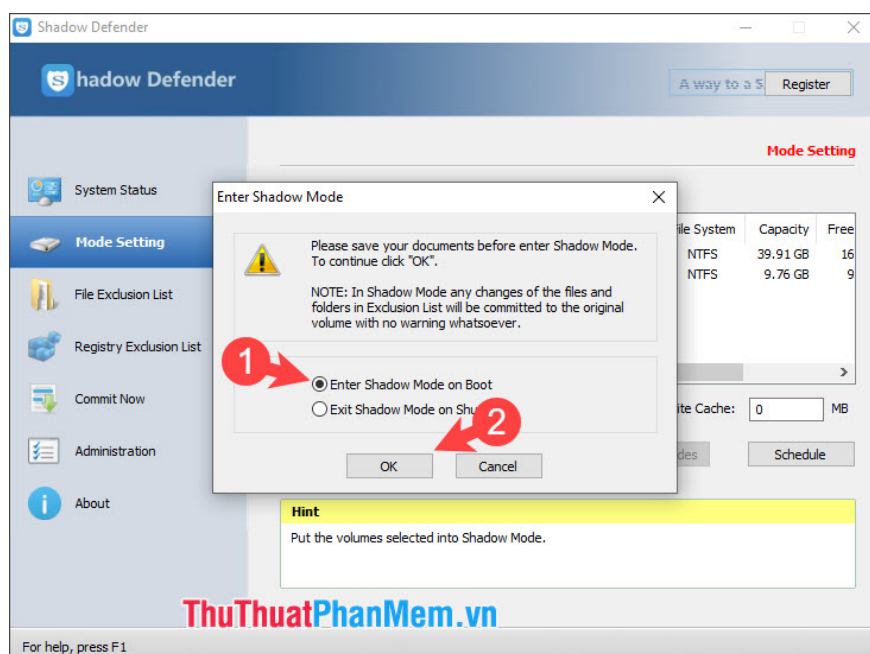 Shadow Defender
Shadow Defender
A way to a S
Register
Mode Setting
System Status
Mode Setting
File Exclusion List
Registry Exclusion List
Commit Now
Administration
About
Enter Shadow Mode
Please save your documents before enter Shadow Mode.
To continue click "OK".
NOTE: In Shadow Mode any changes of the files and
folders in Exclusion List will be committed to the original
volume with no warning whatsoever.
1
Enter Shadow Mode on Boot
Exit Shadow Mode on
2
OK
Cancel
System Capacity Free
NTFS 39.91 GB 16
NTFS 9.76 GB 9
Cache: 0 MB
Schedule
Hint
Put the volumes selected into Shadow Mode.
ThuThuatPhanMem.vn
For help, press F1